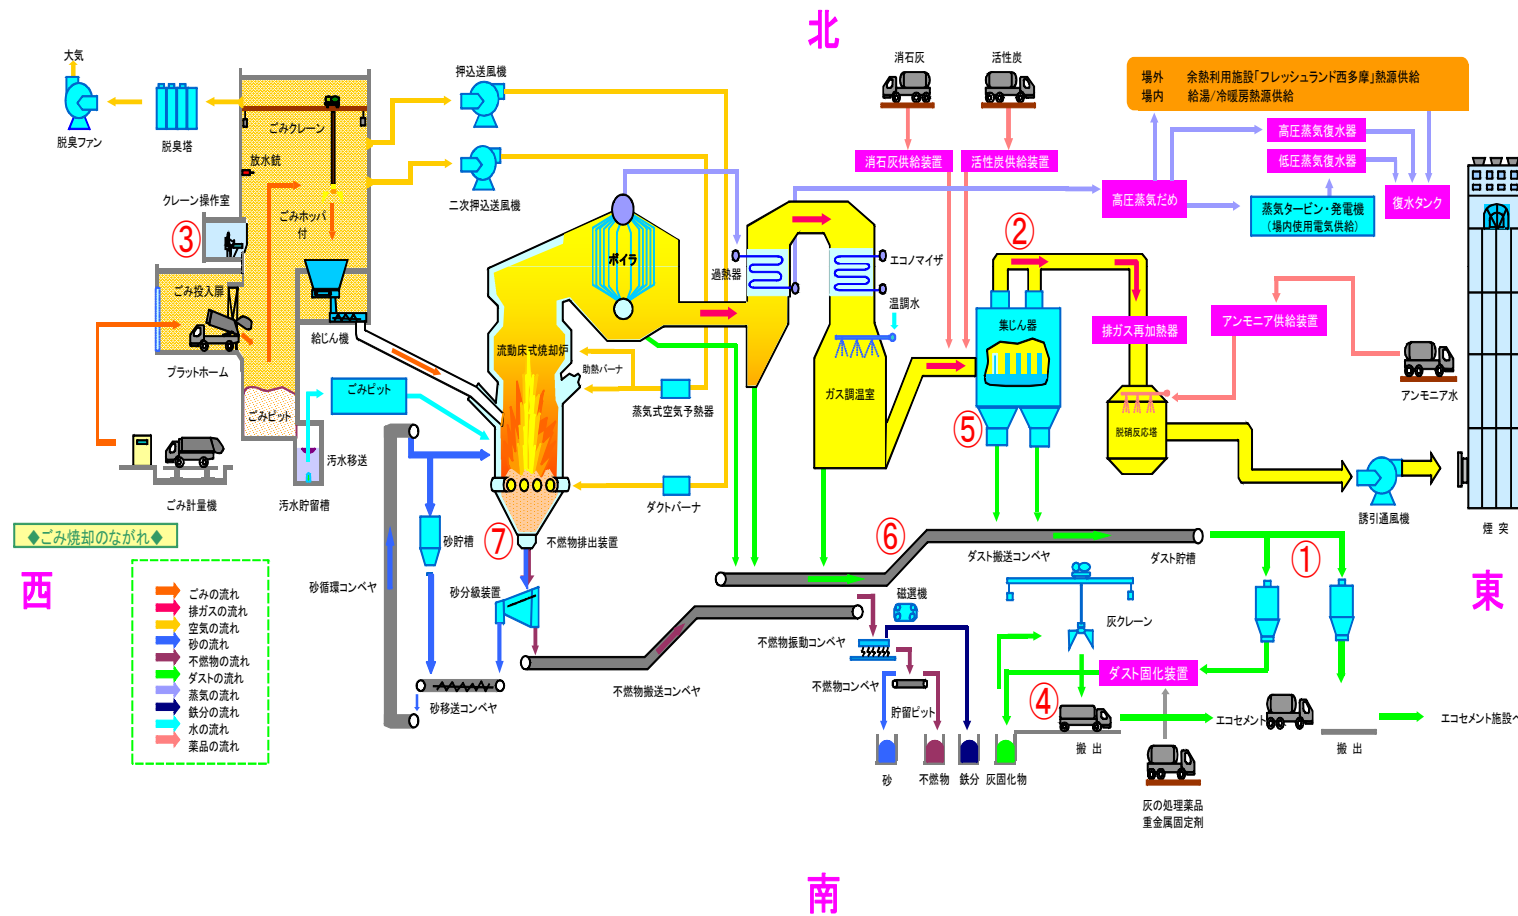 北
大気
脱臭ファン
脱臭塔
ごみクレーン
放水銃
クレーン操作室
③
ごみホッパ
付
ごみ投入扉
プラットホーム
給じん機
ごみピット
ごみピット
汚水移送
汚水貯留槽
ごみ計量機
押込送風機
二次押込送風機
ボイラ
流動床式焼却炉
助熱バーナ
蒸気式空気予熱器
ダクトバーナ
過熱器
エコノマイザ
温調水
ガス調温室
消石灰
活性炭
消石灰供給装置
活性炭供給装置
場外 余熱利用施設「フレッシュランド西多摩」熱源供給
場内 給湯/冷暖房熱源供給
高圧蒸気復水器
低圧蒸気復水器
高圧蒸気だめ
蒸気タービン・発電機
(場内使用電気供給)
復水タンク
②
集じん器
⑤
排ガス再加熱器
アンモニア供給装置
アンモニア水
脱硝反応塔
誘引通風機
煙 突
◆ごみ焼却のながれ◆
西
ごみの流れ
排ガスの流れ
空気の流れ
砂の流れ
不燃物の流れ
ダストの流れ
蒸気の流れ
鉄分の流れ
水の流れ
薬品の流れ
砂循環コンベヤ
砂貯槽
⑦
不燃物排出装置
砂分級装置
砂移送コンベヤ
不燃物搬送コンベヤ
⑥
ダスト搬送コンベヤ
ダスト貯槽
①
東
磁選機
不燃物振動コンベヤ
不燃物コンベヤ
貯留ピット
砂
不燃物
鉄分
灰固化物
灰クレーン
ダスト固化装置
④
搬 出
エコセメント
搬 出
エコセメント施設へ
灰の処理薬品
重金属固定剤
南